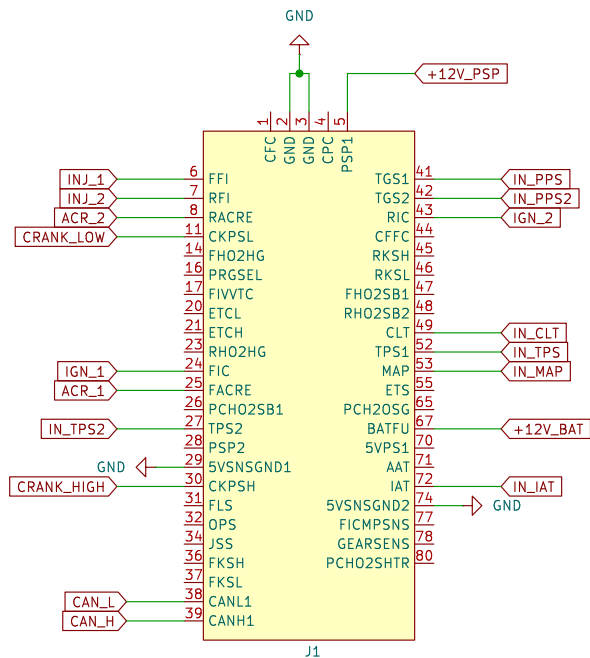 GND
+12V_PSP
1 2 3 4 5
CFC GND GND CPC PSP1
INJ_1 6 FFI TGS1 41 IN_PPS
INJ_2 7 RFI TGS2 42 IN_PPS2
ACR_2 8 RACRE RIC 43 IGN_2
CRANK_LOW 11 CKPSL CFFC 44
14 FHO2HG RKSH 45
16 PRGSEL RKSL 46
17 FIVVTC FHO2SB1 47
20 ETCL RHO2SB2 48
21 ETCH CLT 49 IN_CLT
23 RHO2HG TPS1 52 IN_TPS
IGN_1 24 FIC MAP 53 IN_MAP
ACR_1 25 FACRE ETS 55
26 PCHO2SB1 PCH2OSG 65
IN_TPS2 27 TPS2 BATFU 67 +12V_BAT
28 PSP2 5VPS1 70
GND 29 5VSNSGND1 AAT 71
CRANK_HIGH 30 CKPSH IAT 72 IN_IAT
31 FLS 5VSNSGND2 74 GND
32 OPS FICMPSNS 77
34 JSS GEARSENS 78
36 FKSH PCHO2SHTR 80
37 FKSL
CAN_L 38 CANL1
CAN_H 39 CANH1
J1